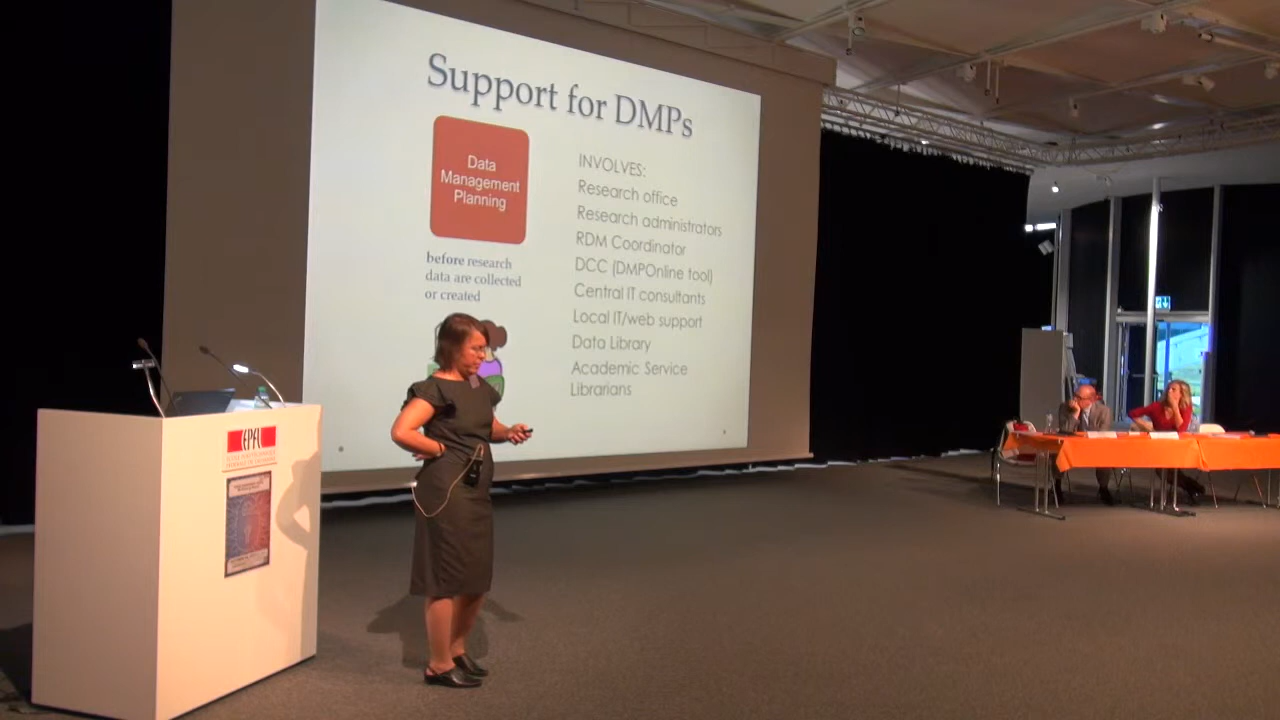 Support for DMPs
Data
Management
Planning
before research
data are collected
or created
INVOLVES:
Research office
Research administrators
RDM Coordinator
DCC (DMPOnline tool)
Central IT consultants
Local IT/web support
Data Library
Academic Service
Librarians
EPFL